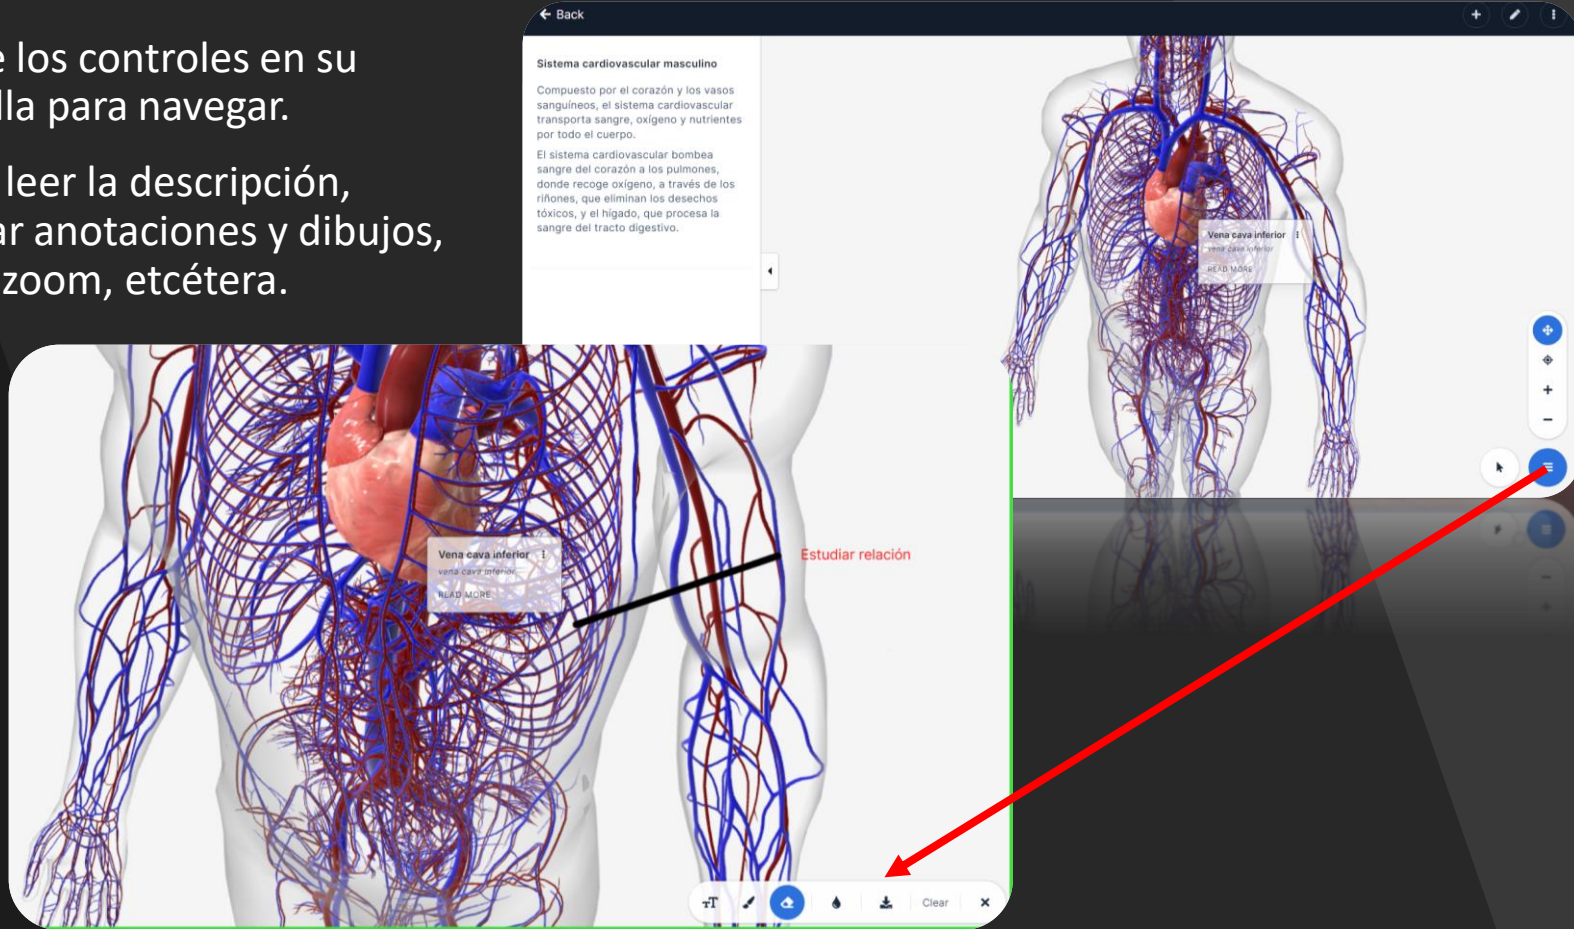 e los controles en su
lla para navegar.
leer la descripción,
ar anotaciones y dibujos,
zoom, etcétera.
← Back
Sistema cardiovascular masculino
Compuesto por el corazón y los vasos
sanguíneos, el sistema cardiovascular
transporta sangre, oxígeno y nutrientes
por todo el cuerpo.
El sistema cardiovascular bombea
sangre del corazón a los pulmones,
donde recoge oxígeno, a través de los
riñones, que eliminan los desechos
tóxicos, y el hígado, que procesa la
sangre del tracto digestivo.
Vena cava inferior
vena cava inferior
READ MORE
Vena cava inferior
vena cava inferior
READ MORE
Estudiar relación
TT
Clear